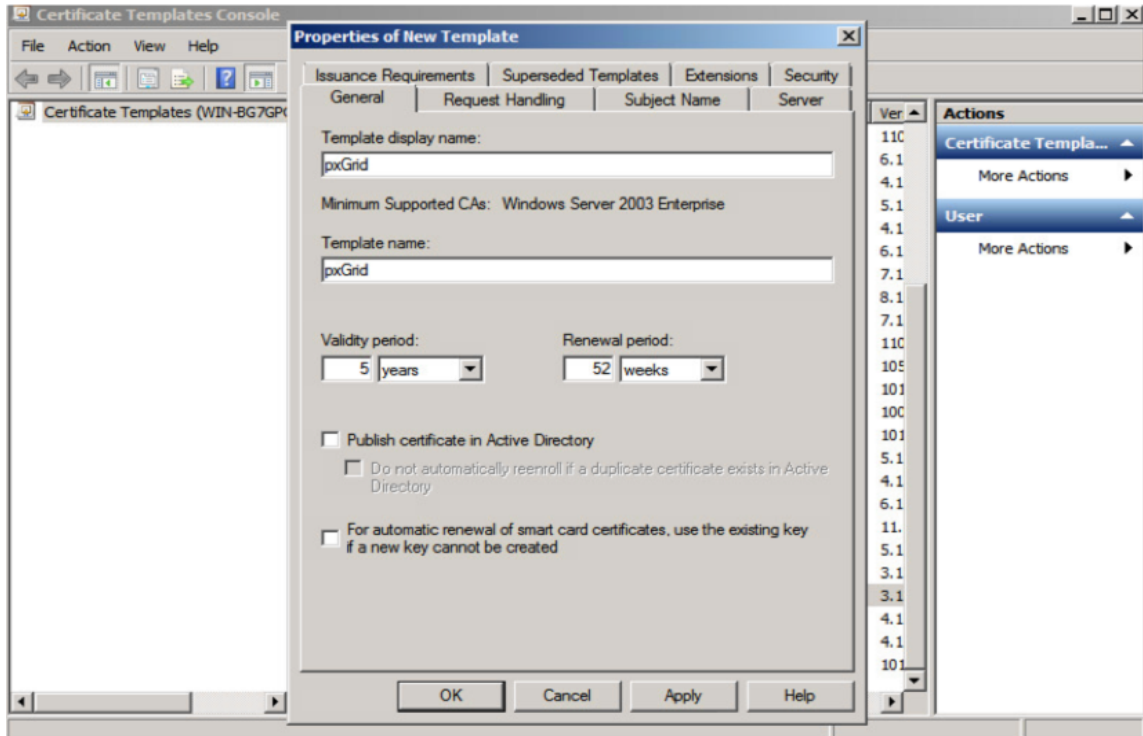 Certificate Templates Console
File Action View Help
Certificate Templates (WIN-BG7GP
Properties of New Template
Issuance Requirements Superseded Templates Extensions Security
General Request Handling Subject Name Server
Template display name:
pxGrid
Minimum Supported CAs: Windows Server 2003 Enterprise
Template name:
pxGrid
Validity period: Renewal period:
5 years 52 weeks
Publish certificate in Active Directory
Do not automatically reenroll if a duplicate certificate exists in Active
Directory
For automatic renewal of smart card certificates, use the existing key
if a new key cannot be created
OK Cancel Apply Help
Ver
110
6.1
4.1
5.1
4.1
6.1
7.1
8.1
7.1
110
105
101
100
101
5.1
4.1
6.1
11.
5.1
3.1
3.1
4.1
4.1
101
Actions
Certificate Templa...
More Actions
User
More Actions